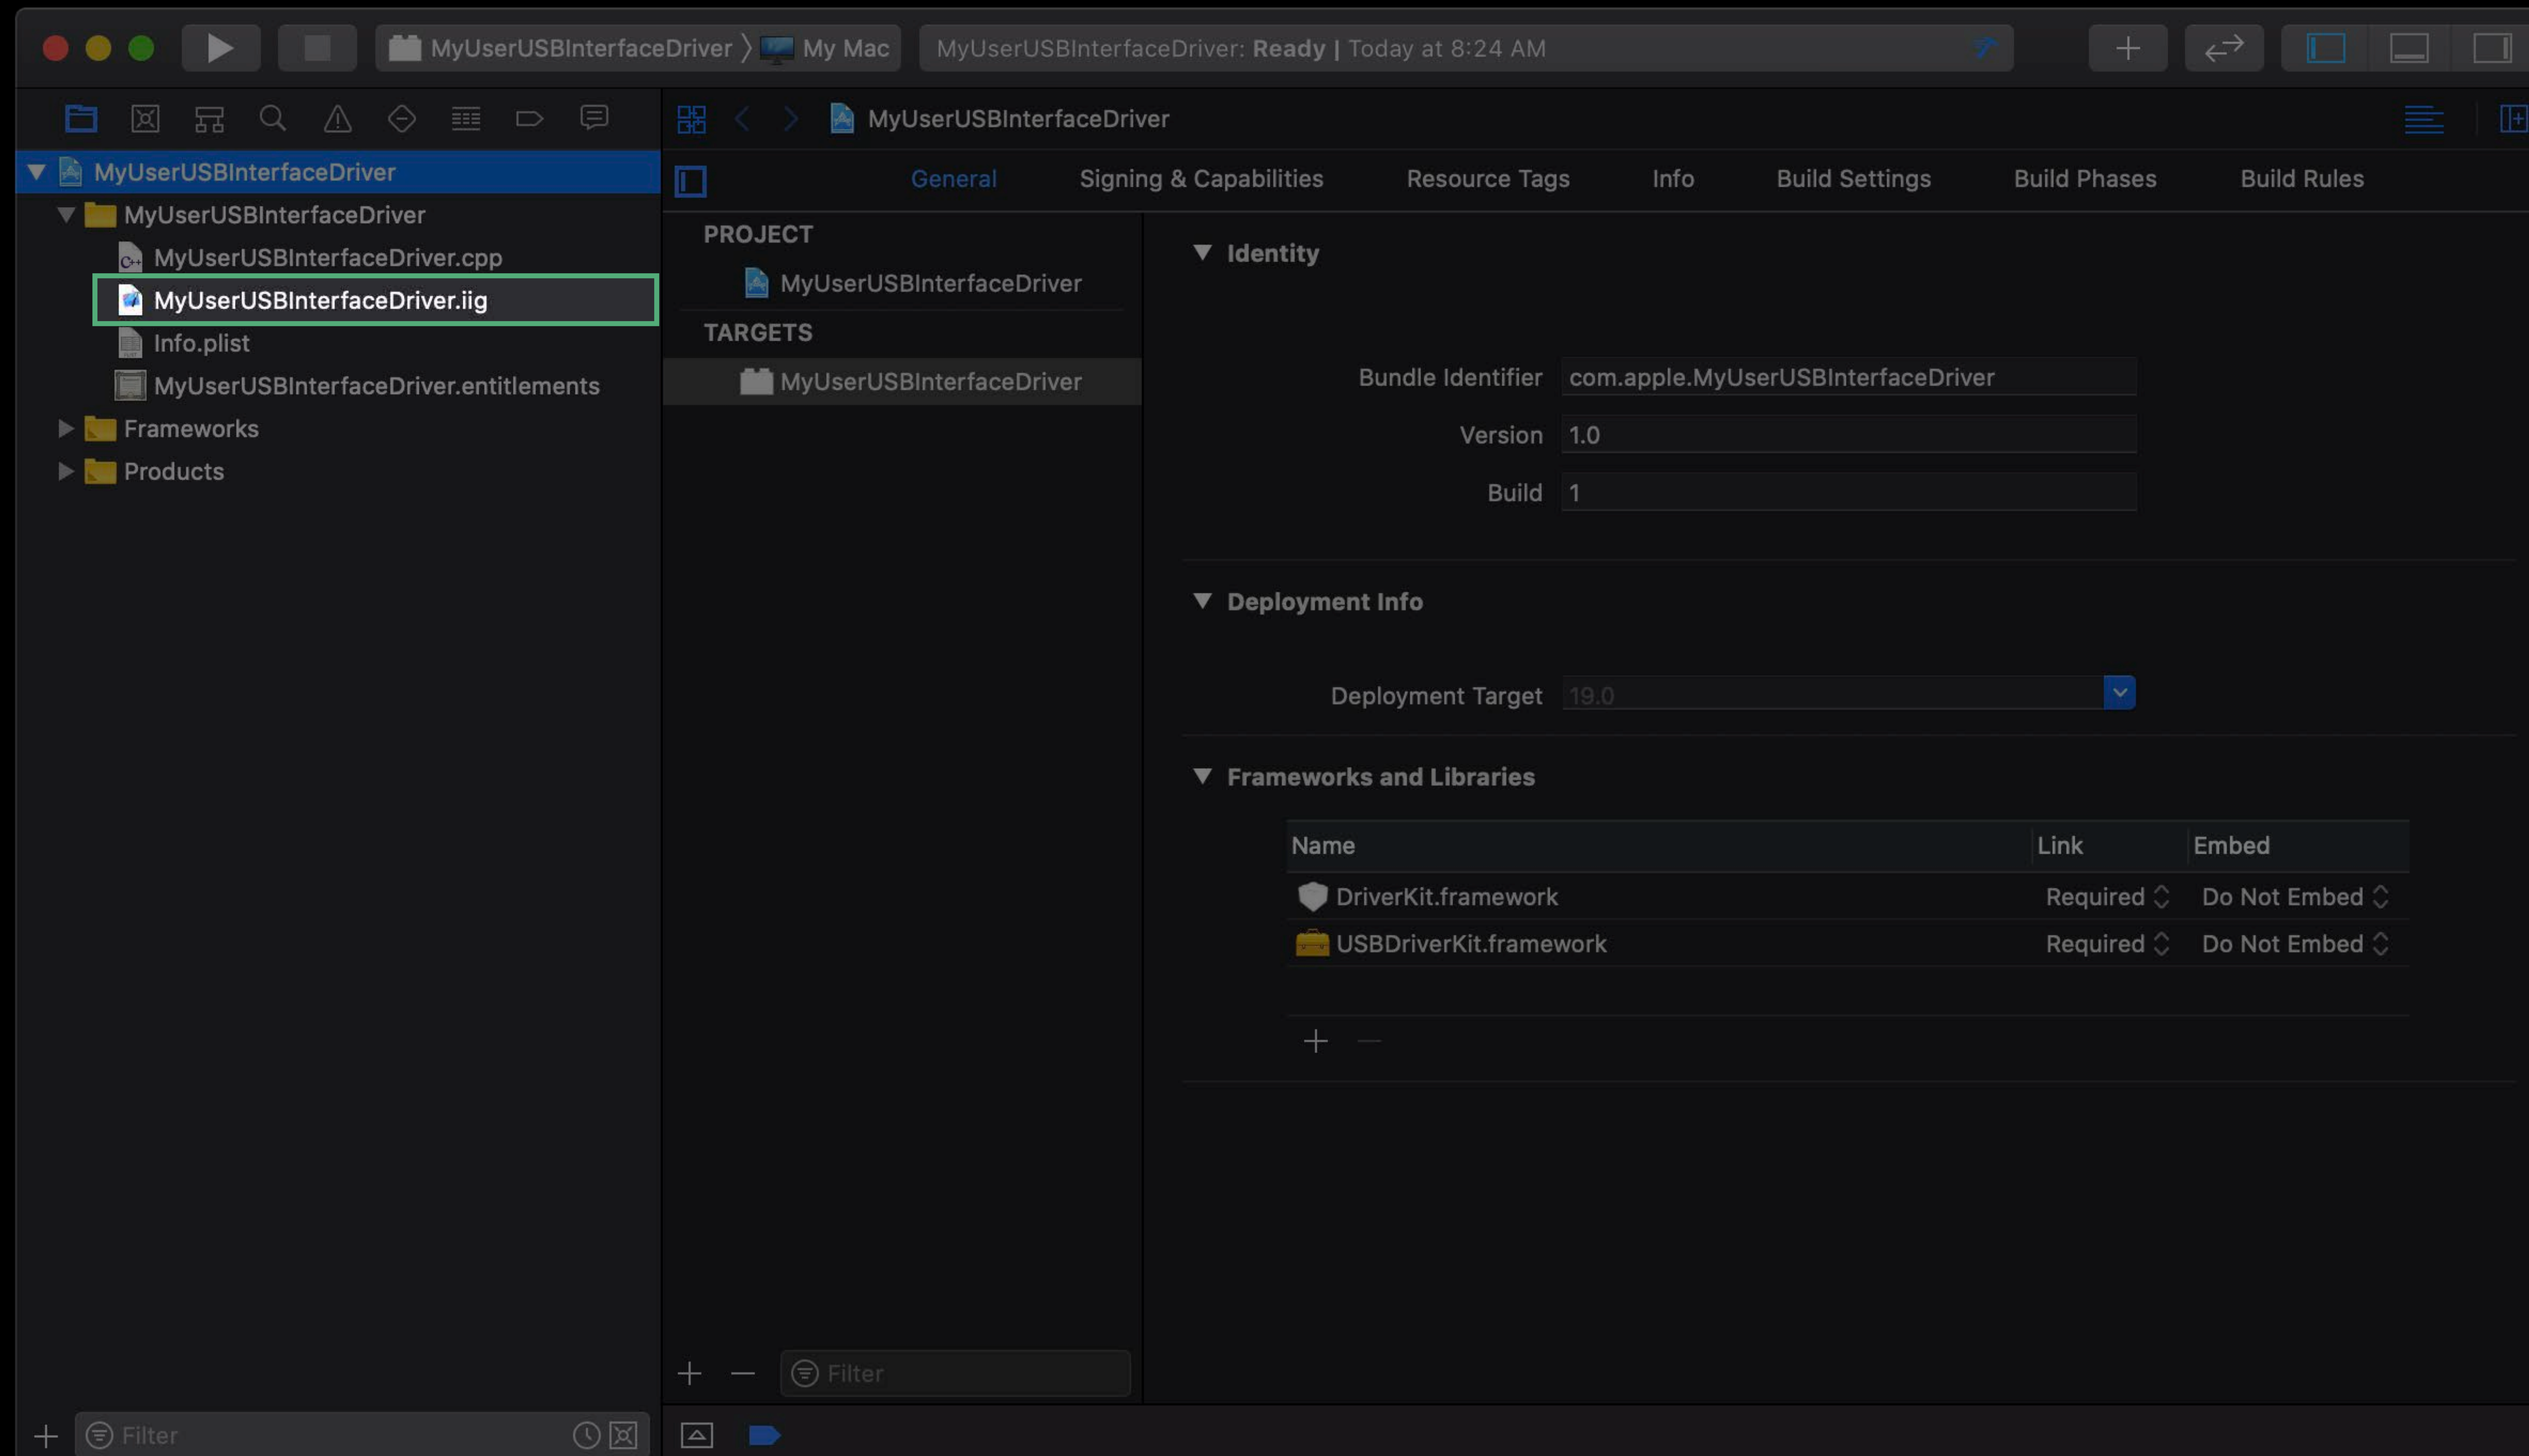 MyUserUSBInterfaceDriver 〉 My Mac
MyUserUSBInterfaceDriver: Ready | Today at 8:24 AM
MyUserUSBInterfaceDriver
MyUserUSBInterfaceDriver
MyUserUSBInterfaceDriver.cpp
MyUserUSBInterfaceDriver.iig
Info.plist
MyUserUSBInterfaceDriver.entitlements
Frameworks
Products
Filter
MyUserUSBInterfaceDriver
General Signing & Capabilities Resource Tags Info Build Settings Build Phases Build Rules
PROJECT
MyUserUSBInterfaceDriver
TARGETS
MyUserUSBInterfaceDriver
Filter
Identity
Bundle Identifier com.apple.MyUserUSBInterfaceDriver
Version 1.0
Build 1
Deployment Info
Deployment Target 19.0
Frameworks and Libraries
Name Link Embed
DriverKit.framework Required Do Not Embed
USBDriverKit.framework Required Do Not Embed